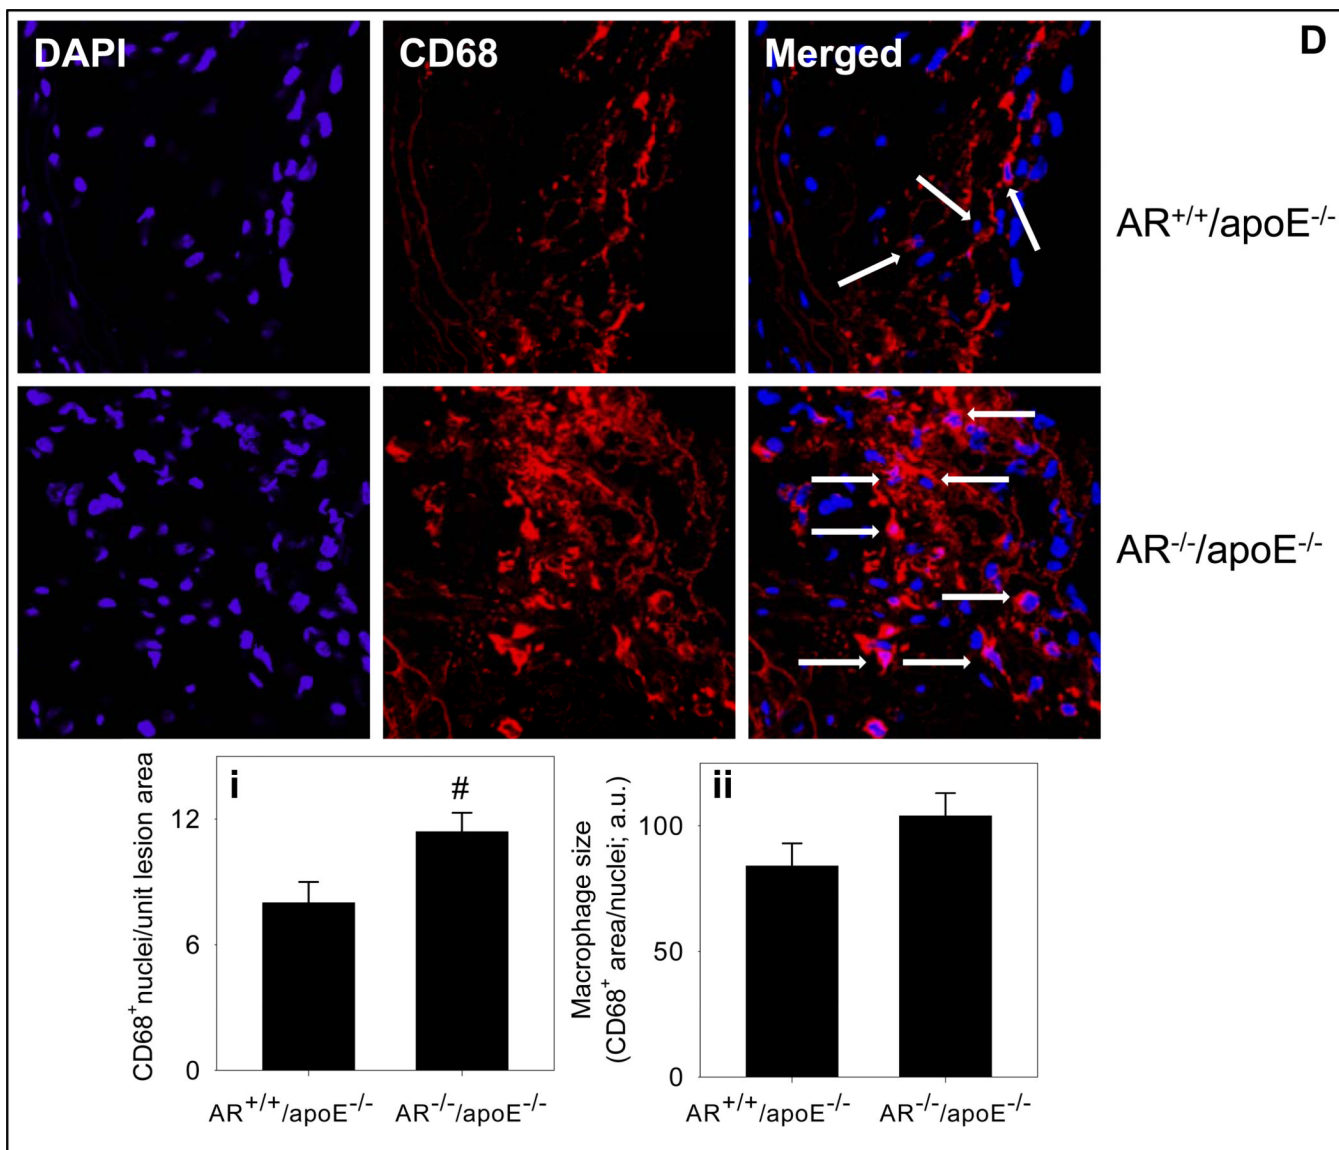 DAPI
CD68
Merged
D
AR+/+/apoE-/-
AR-/-/apoE-/-
i
#
CD68+nuclei/unit lesion area
12
6
0
AR+/+/apoE-/-
AR-/-/apoE-/-
ii
Macrophage size
(CD68+ area/nuclei; a.u.)
100
50
0
AR+/+/apoE-/-
AR-/-/apoE-/-